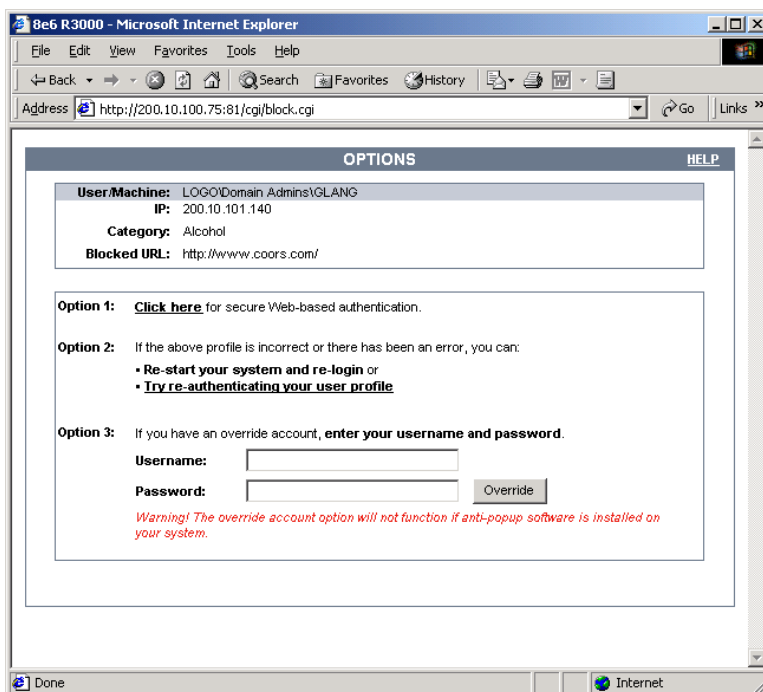 8e6 R3000 - Microsoft Internet Explorer
File Edit View Favorites Tools Help
Back Search Favorites History
Address http://200.10.100.75:81/cgi/block.cgi Go Links »
OPTIONS HELP
User/Machine: LOGO\Domain Admins\GLANG
IP: 200.10.101.140
Category: Alcohol
Blocked URL: http://www.coors.com/
Option 1: Click here for secure Web-based authentication.
Option 2: If the above profile is incorrect or there has been an error, you can:
• Re-start your system and re-login or
• Try re-authenticating your user profile
Option 3: If you have an override account, enter your username and password.
Username:
Password: Override
Warning! The override account option will not function if anti-popup software is installed on
your system.
Done Internet